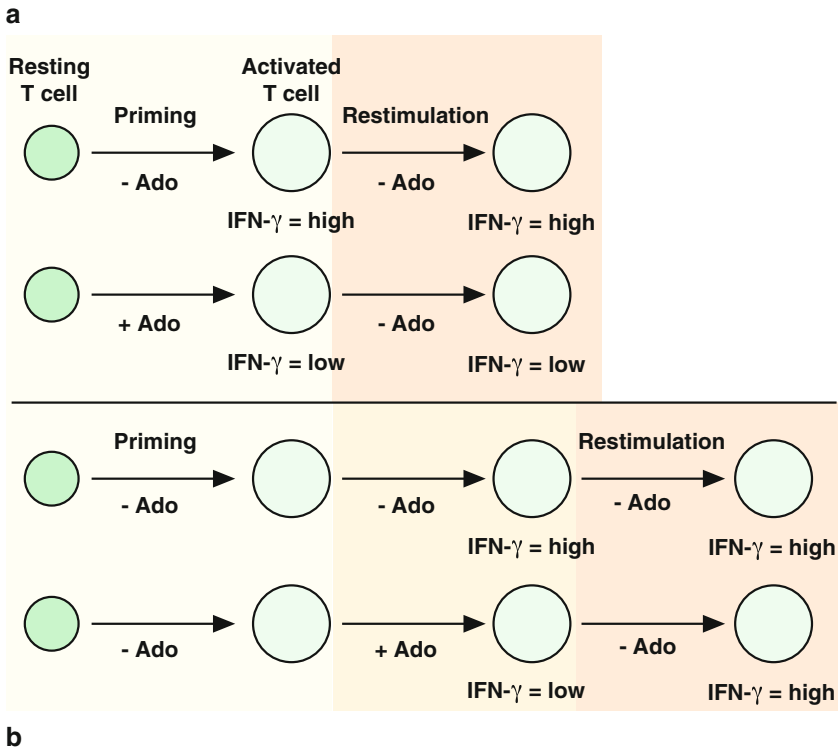 a
Resting
T cell
Activated
T cell
Priming
Restimulation
- Ado
- Ado
IFN-γ = high
IFN-γ = high
+ Ado
- Ado
IFN-γ = low
IFN-γ = low
Priming
Restimulation
- Ado
- Ado
- Ado
IFN-γ = high
IFN-γ = high
- Ado
+ Ado
- Ado
IFN-γ = low
IFN-γ = high
b